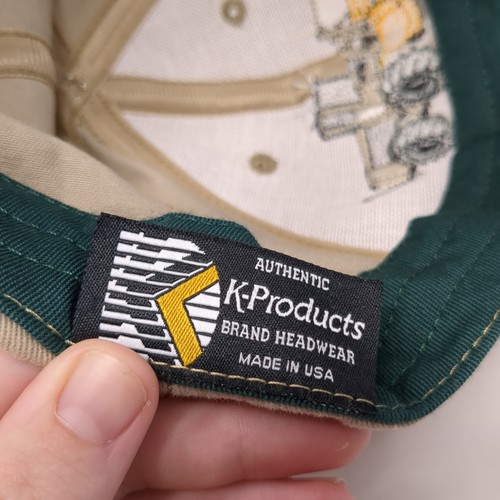 AUTHENTIC
K-Products
BRAND HEADWEAR
MADE IN USA